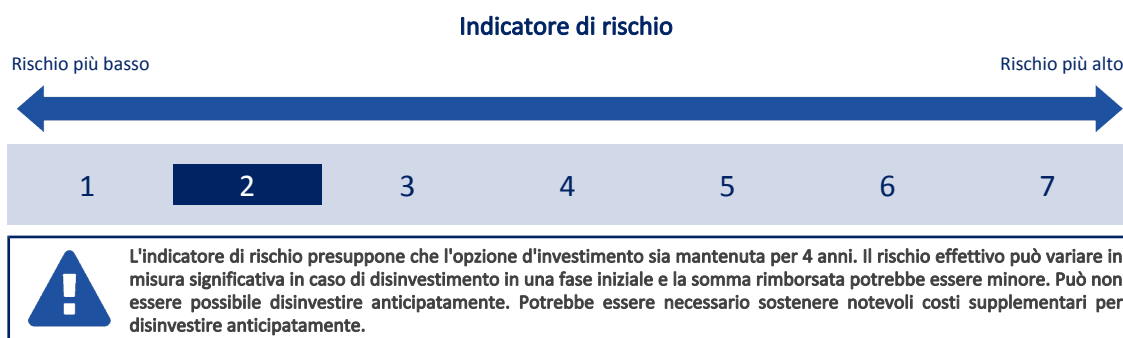 Indicatore di rischio
Rischio più basso
Rischio più alto
1 2 3 4 5 6 7
L'indicatore di rischio presuppone che l'opzione d'investimento sia mantenuta per 4 anni. Il rischio effettivo può variare in
misura significativa in caso di disinvestimento in una fase iniziale e la somma rimborsata potrebbe essere minore. Può non
essere possibile disinvestire anticipatamente. Potrebbe essere necessario sostenere notevoli costi supplementari per
disinvestire anticipatamente.